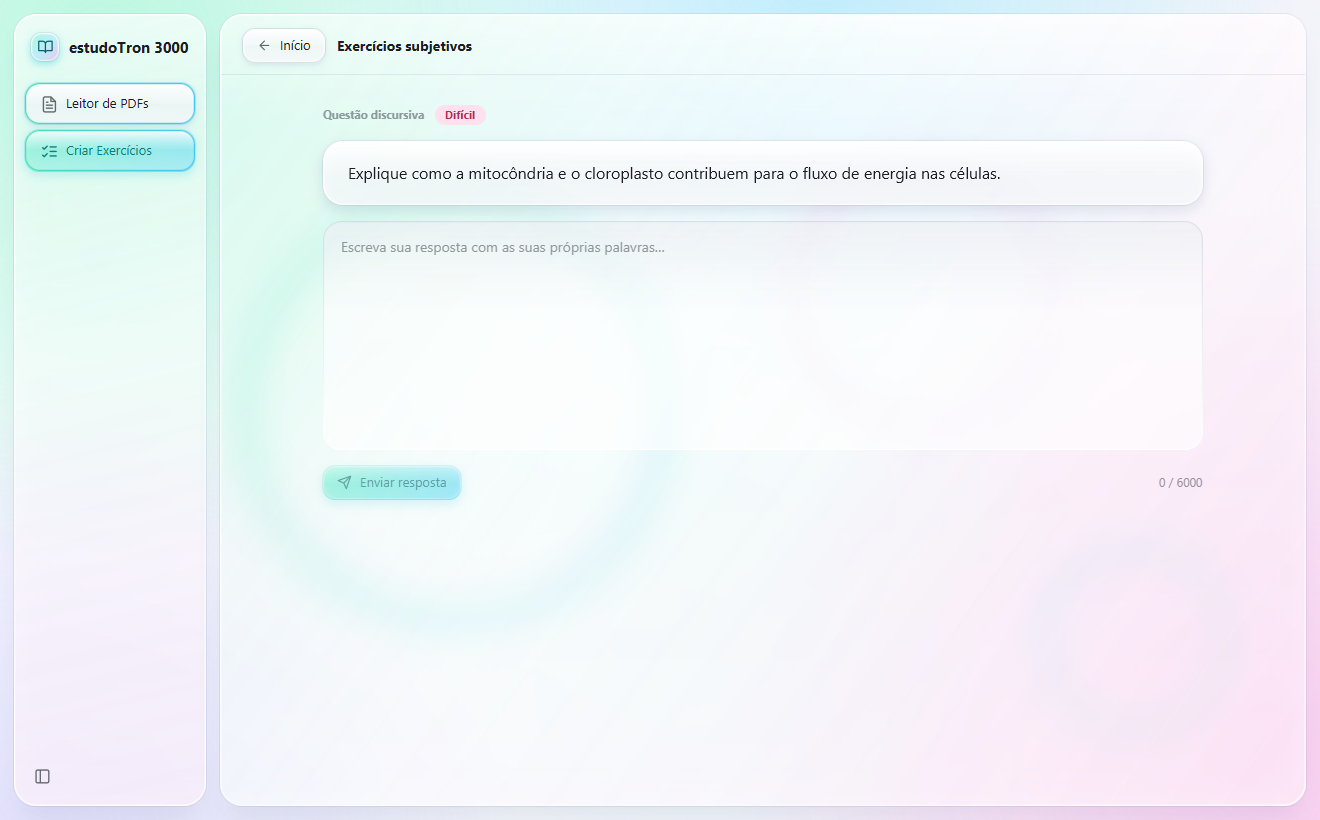 estudoTron 3000
Leitor de PDFs
Criar Exercícios
Início
Exercícios subjetivos
Questão discursiva
Difícil
Explique como a mitocôndria e o cloroplasto contribuem para o fluxo de energia nas células.
Escreva sua resposta com as suas próprias palavras...
Enviar resposta
0 / 6000